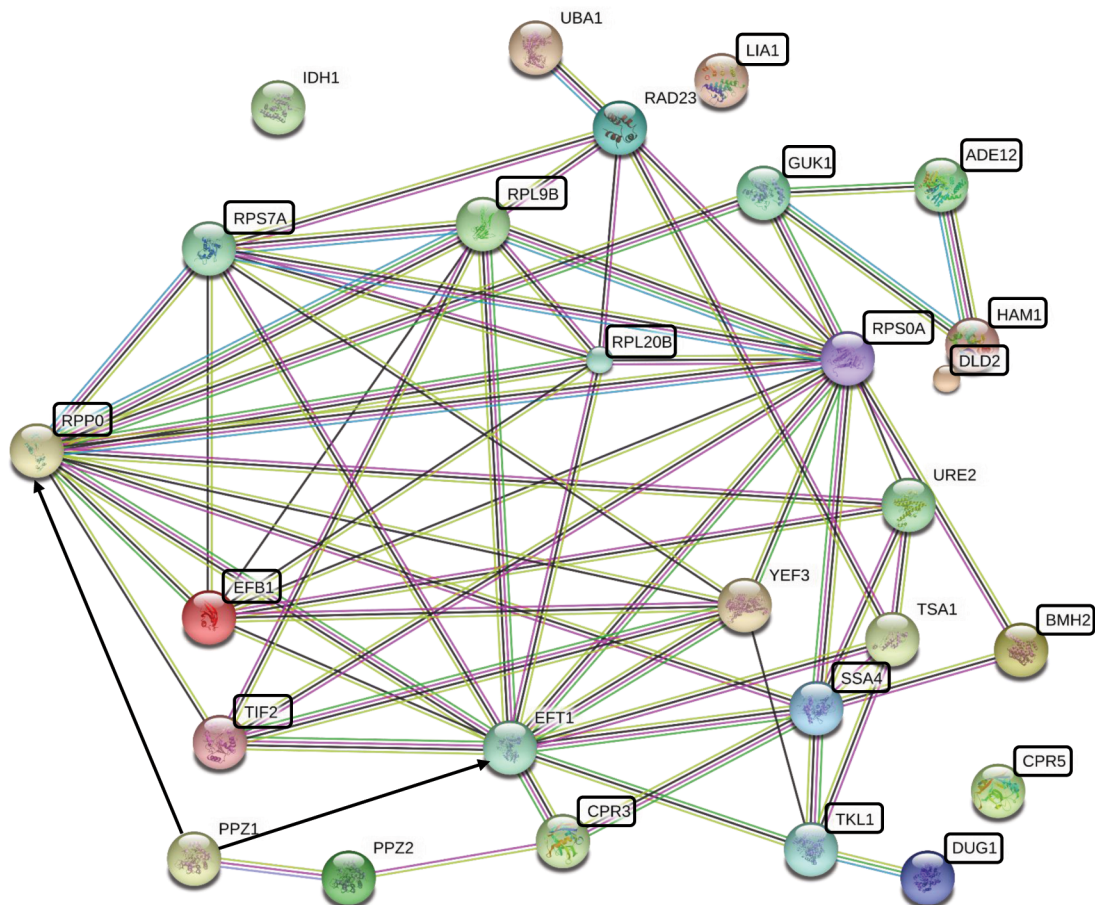 UBA1
LIA1
IDH1
RAD23
GUK1
ADE12
RPL9B
RPS7A
HAM1
RPS0A
RPL20B
DLD2
RPP0
URE2
YEF3
EFB1
TSA1
BMH2
SSA4
TIF2
EFT1
CPR5
PPZ1
CPR3
TKL1
PPZ2
DUG1